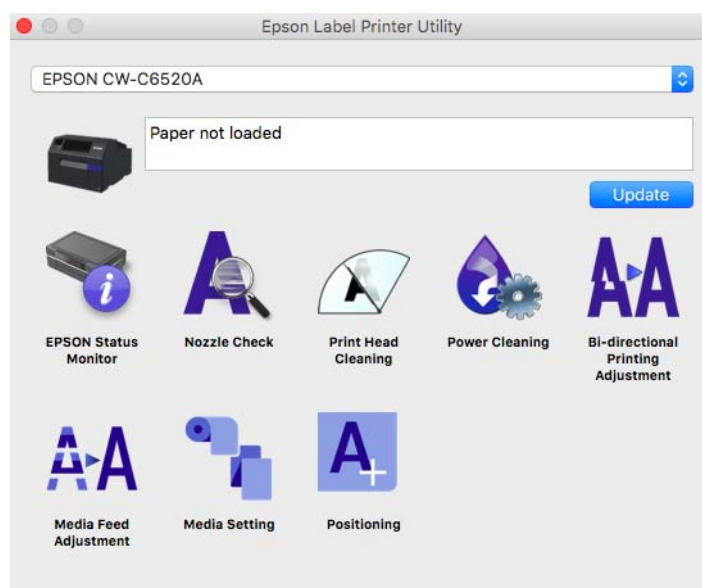 Epson Label Printer Utility
EPSON CW-C6520A
Paper not loaded
Update
EPSON Status
Monitor
Nozzle Check
Print Head
Cleaning
Power Cleaning
Bi-directional
Printing
Adjustment
Media Feed
Adjustment
Media Setting
Positioning